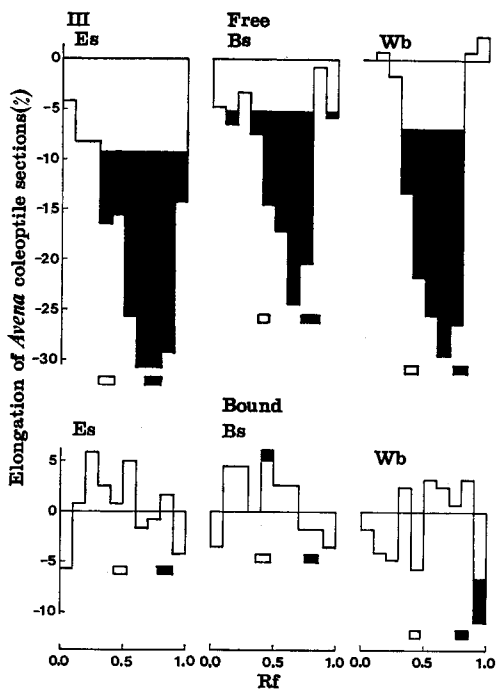 III
Free
Es
Bs
Wb
0
-5
-10
-15
-20
-25
-30
Elongation of Avena coleoptile sections(%)
Bound
Es
Bs
Wb
5
0
-5
-10
0.0 0.5 1.0 0.0 0.5 1.0 0.0 0.5 1.0
Rf